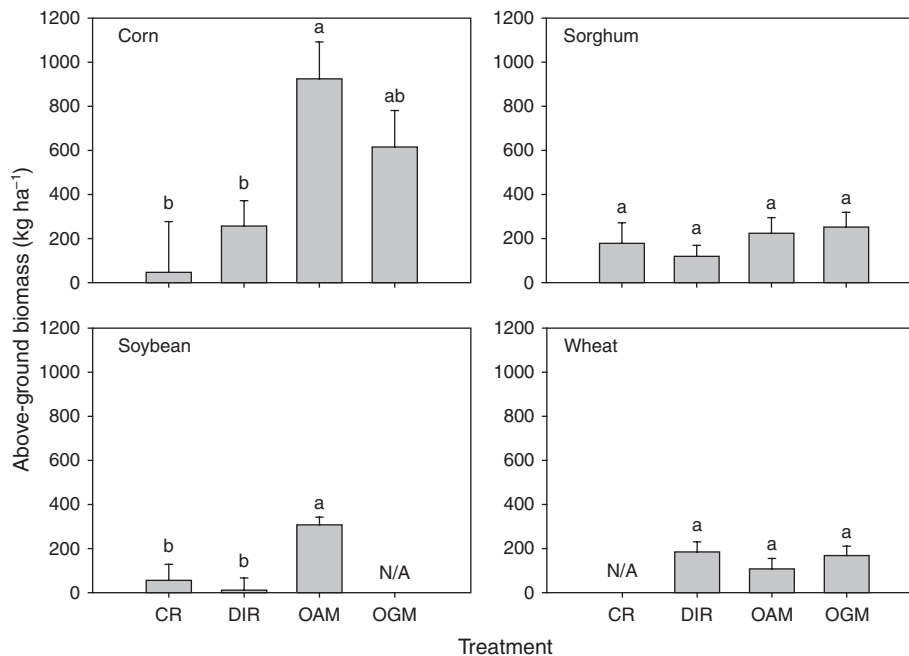 Above-ground biomass (kg ha⁻¹)
Corn
1200
1000
800
600
400
200
0
b
b
a
ab
Sorghum
1200
1000
800
600
400
200
0
a
a
a
a
Soybean
1200
1000
800
600
400
200
0
b
b
a
N/A
CR DIR OAM OGM
Wheat
1200
1000
800
600
400
200
0
N/A
a
a
a
CR DIR OAM OGM
Treatment